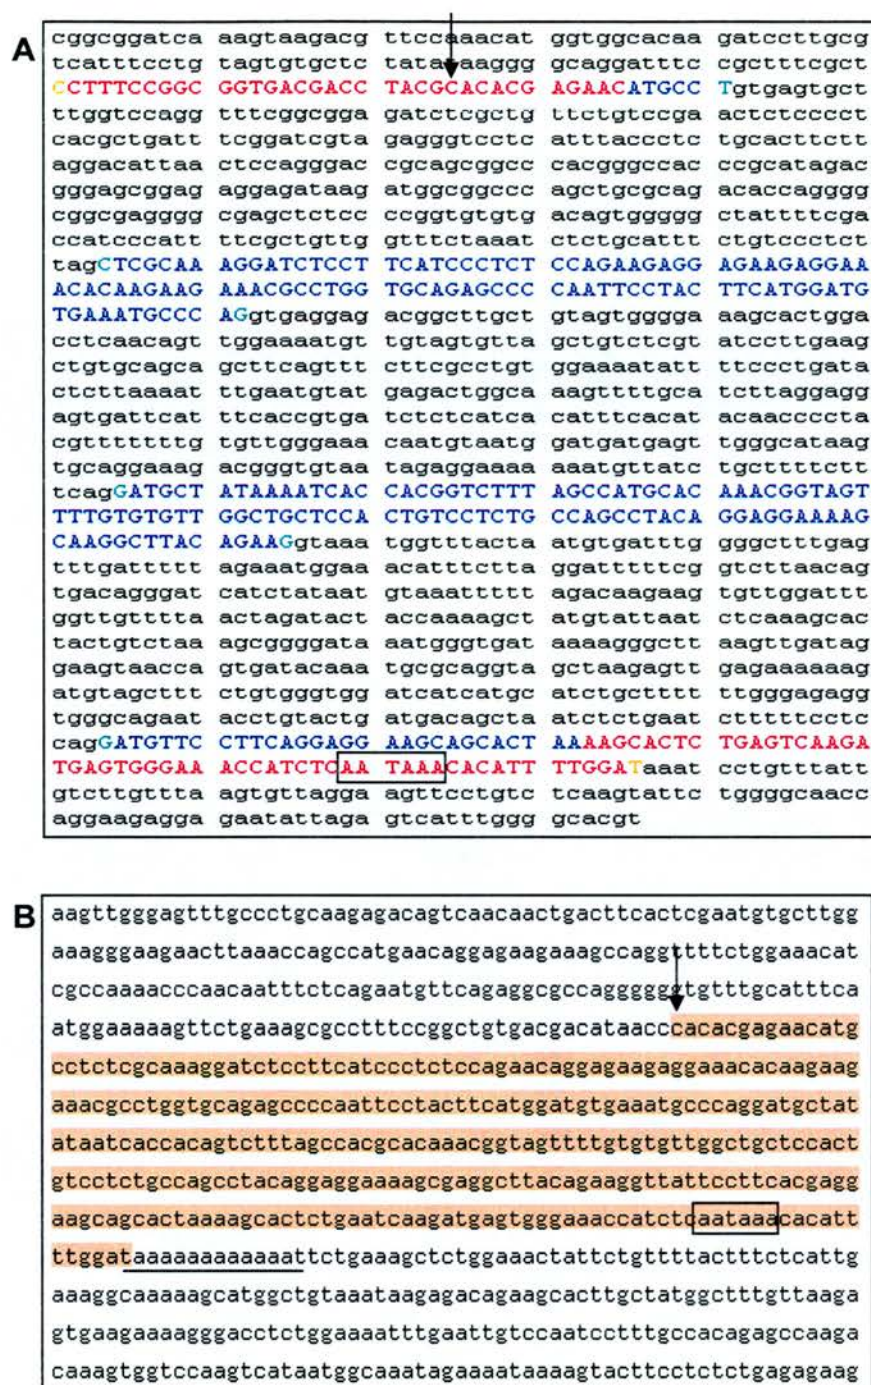 A
cggcggatca aagtaagacg ttccaaacat ggtggcacaa gatccttgcg
tcatttcctg tagtgtgctc tataaaaggg gcaggatttc cgctttcgct
CCTTTCCGGC GGTGACGACC TACGCACACG AGAACATGCC Tgtgagtgct
ttggtccagg tttcggcgga gatctcgctg ttctgtccga actctcccct
cacgctgatt tcggatcgta gagggtcctc atttaccctc tgcacttctt
aggacattaa ctccagggac cgcagcggcc cacgggccac ccgcatagac
gggagcggag aggagataag atggcggccc agctgcgcag acaccagggg
cggcgagggg cgagctctcc cccggtgtgtg acagtggggg ctattttcga
ccatcccatt ttcgctgttg gtttctaaat ctctgcattt ctgtccctct
tagCTCGCAA AGGATCTCCT TCATCCCTCT CCAGAAGAGG AGAAGAGGAA
ACACAAGAAG AAACGCCTGG TGCAGAGCCC CAATTCCTAC TTCATGGATG
TGAAATGCCC AGgtgaggag acggcttgct gtagtgggga aagcactgga
cctcaacagt tggaaaatgt tgtagtgtta gctgtctcgt atccttgaag
ctgtgcagca gcttcagttt cttcgcctgt ggaaaatatt ttccctgata
ctcttaaaat ttgaatgtat gagactggca aagttttgca tcttaggagg
agtgattcat ttcaccgtga tctctcatca catttcacat acaaccccta
cgtttttttg tgttgggaaa caatgtaatg gatgatgagt tgggcataag
tgcaggaaag acgggtgtaa tagaggaaaa aaatgttatc tgcttttctt
tcagGATGCT ATAAAATCAC CACGGTCTTT AGCCATGCAC AAACGGTAGT
TTTGTGTGTT GGCTGCTCCA CTGTCCTCTG CCAGCCTACA GGAGGAAAAG
CAAGGCTTAC AGAAGgtaaa tggtttacta atgtgatttg gggctttgag
tttgattttt agaaatggaa acatttctta ggatttttcg gtcttaacag
tgacagggat catctataat gtaaattttt agacaagaag tgttggattt
ggttgtttta actagatact accaaaagct atgtattaat ctcaaagcac
tactgtctaa agcggggata aatgggtgat aaaagggctt aagttgatag
gaagtaacca gtgatacaaa tgcgcaggta gctaagagtt gagaaaaaag
atgtagcttt ctgtgggtgg atcatcatgc atctgctttt ttgggagagg
tgggcagaat acctgtactg atgacagcta atctctgaat cttttttcctc
cagGATGTTC CTTCAGGAGG AAGCAGCACT AAAAGCACTC TGAGTCAAGA
TGAGTGGGAA ACCATCTCAA TAAACACATT TTGGATaaat cctgtttatt
gtcttgttta agtgttagga agttcctgtc tcaagtattc tggggcaacc
aggaagagga gaatattaga gtcatttggg gcacgt
B
aagttgggagtttgccctgcaagagacagtcaacaactgacttcactcgaatgtgcttgg
aaagggaagaacttaaaccagccatgaacaggagaagaaagccaggttttctggaaacat
cgccaaaacccaacaatttctcagaatgttcagaggcgccaggggggtgtttgcatttca
atggaaaaagttctgaaagcgcctttccggctgtgacgacataacccacacgagaacatg
cctctcgcaaaggatctccttcatccctctccagaacaggagaagaggaaacacaagaag
aaacgcctggtgcagagccccaattcctacttcatggatgtgaaatgcccaggatgctat
ataatcaccacagtctttagccacgcacaaacggtagttttgtgtgttggctgctccact
gtcctctgccagcctacaggaggaaaagcgaggcttacagaaggttattccttcacgagg
aagcagcactaaaagcactctgaatcaagatgagtgggaaaccatctcaataaacacatt
ttggataaaaaaaaaaaaattctgaaagctctggaaactattctgttttactttctcattg
aaaggcaaaaagcatggctgtaaataagagacagaagcacttgctatggctttgttaaga
gtgaagaaaagggacctctggaaaatttgaattgtccaatcctttgccacagagccaaga
caaagtggtccaagtcataatggcaaatagaaaataaaagtacttcctctctgagagaag